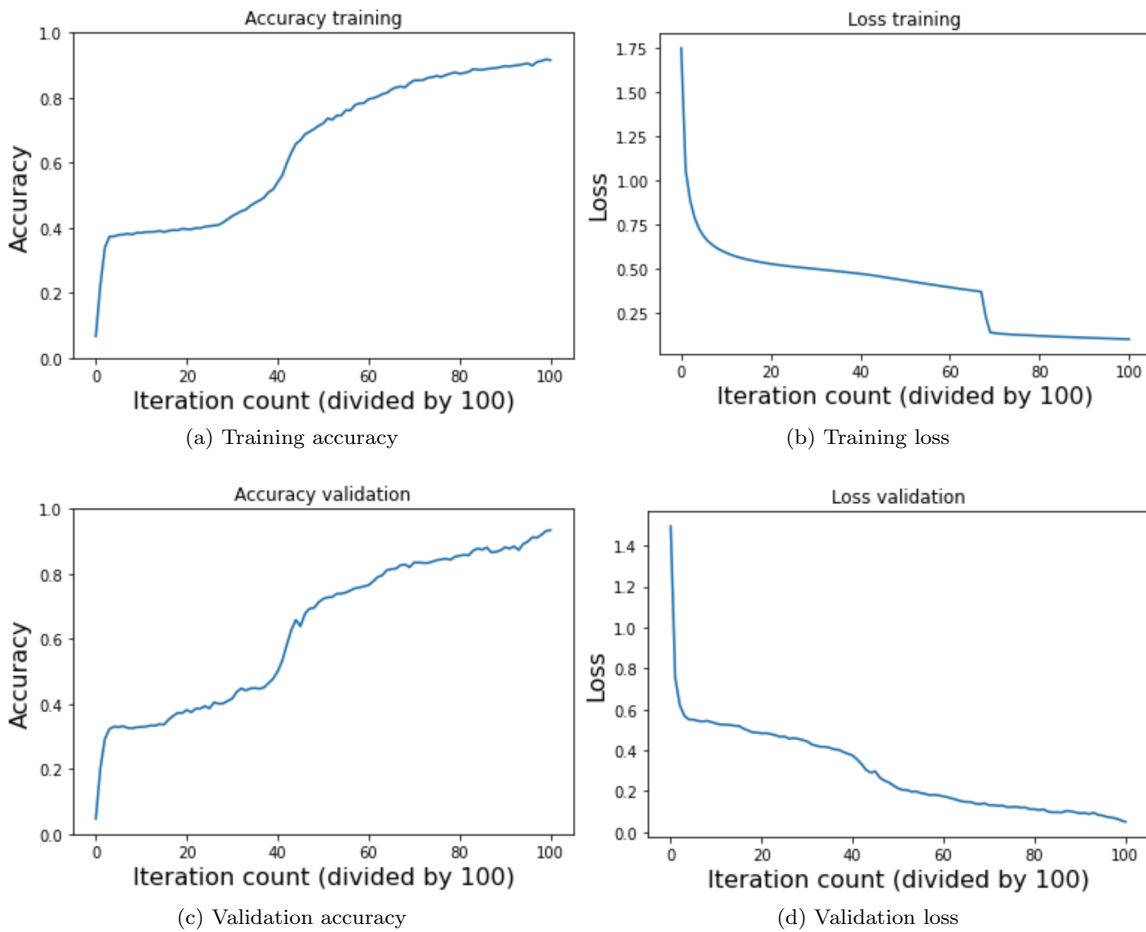 Accuracy training
1.0
0.8
0.6
0.4
0.2
0.0
Accuracy
0 20 40 60 80 100
Iteration count (divided by 100)
(a) Training accuracy
Loss training
1.75
1.50
1.25
1.00
0.75
0.50
0.25
Loss
0 20 40 60 80 100
Iteration count (divided by 100)
(b) Training loss
Accuracy validation
1.0
0.8
0.6
0.4
0.2
0.0
Accuracy
0 20 40 60 80 100
Iteration count (divided by 100)
(c) Validation accuracy
Loss validation
1.4
1.2
1.0
0.8
0.6
0.4
0.2
0.0
Loss
0 20 40 60 80 100
Iteration count (divided by 100)
(d) Validation loss